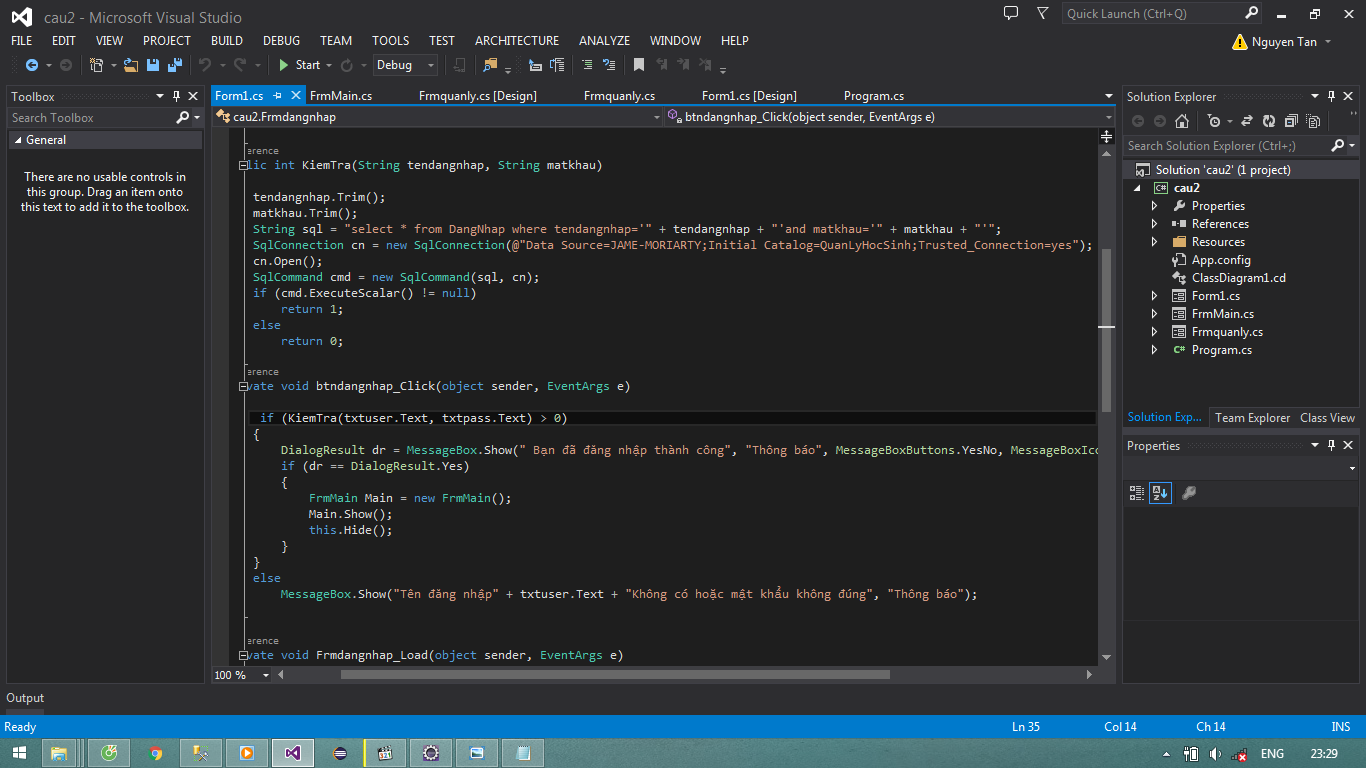 cau2 - Microsoft Visual Studio
Quick Launch (Ctrl+Q)
FILE EDIT VIEW PROJECT BUILD DEBUG TEAM TOOLS TEST ARCHITECTURE ANALYZE WINDOW HELP
Nguyen Tan
Start Debug
Toolbox
Search Toolbox
General
There are no usable controls in
this group. Drag an item onto
this text to add it to the toolbox.
Form1.cs FrmMain.cs Frmquanly.cs [Design] Frmquanly.cs Form1.cs [Design] Program.cs
cau2.Frmdangnhap btndangnhap_Click(object sender, EventArgs e)
erence
lic int KiemTra(String tendangnhap, String matkhau)
tendangnhap.Trim();
matkhau.Trim();
String sql = "select * from DangNhap where tendangnhap='" + tendangnhap + "'and matkhau='" + matkhau + "'";
SqlConnection cn = new SqlConnection(@"Data Source=JAME-MORIARTY;Initial Catalog=QuanLyHocSinh;Trusted_Connection=yes");
cn.Open();
SqlCommand cmd = new SqlCommand(sql, cn);
if (cmd.ExecuteScalar() != null)
return 1;
else
return 0;
erence
vate void btndangnhap_Click(object sender, EventArgs e)
if (KiemTra(txtuser.Text, txtpass.Text) > 0)
{
DialogResult dr = MessageBox.Show(" Bạn đã đăng nhập thành công", "Thông báo", MessageBoxButtons.YesNo, MessageBoxIco
if (dr == DialogResult.Yes)
{
FrmMain Main = new FrmMain();
Main.Show();
this.Hide();
}
}
else
MessageBox.Show("Tên đăng nhập" + txtuser.Text + "Không có hoặc mật khẩu không đúng", "Thông báo");
erence
vate void Frmdangnhap_Load(object sender, EventArgs e)
100 %
Solution Explorer
Search Solution Explorer (Ctrl+;)
Solution 'cau2' (1 project)
C# cau2
Properties
References
Resources
App.config
ClassDiagram1.cd
Form1.cs
FrmMain.cs
Frmquanly.cs
C# Program.cs
Solution Exp... Team Explorer Class View
Properties
Output
Ready Ln 35 Col 14 Ch 14 INS
ENG 23:29